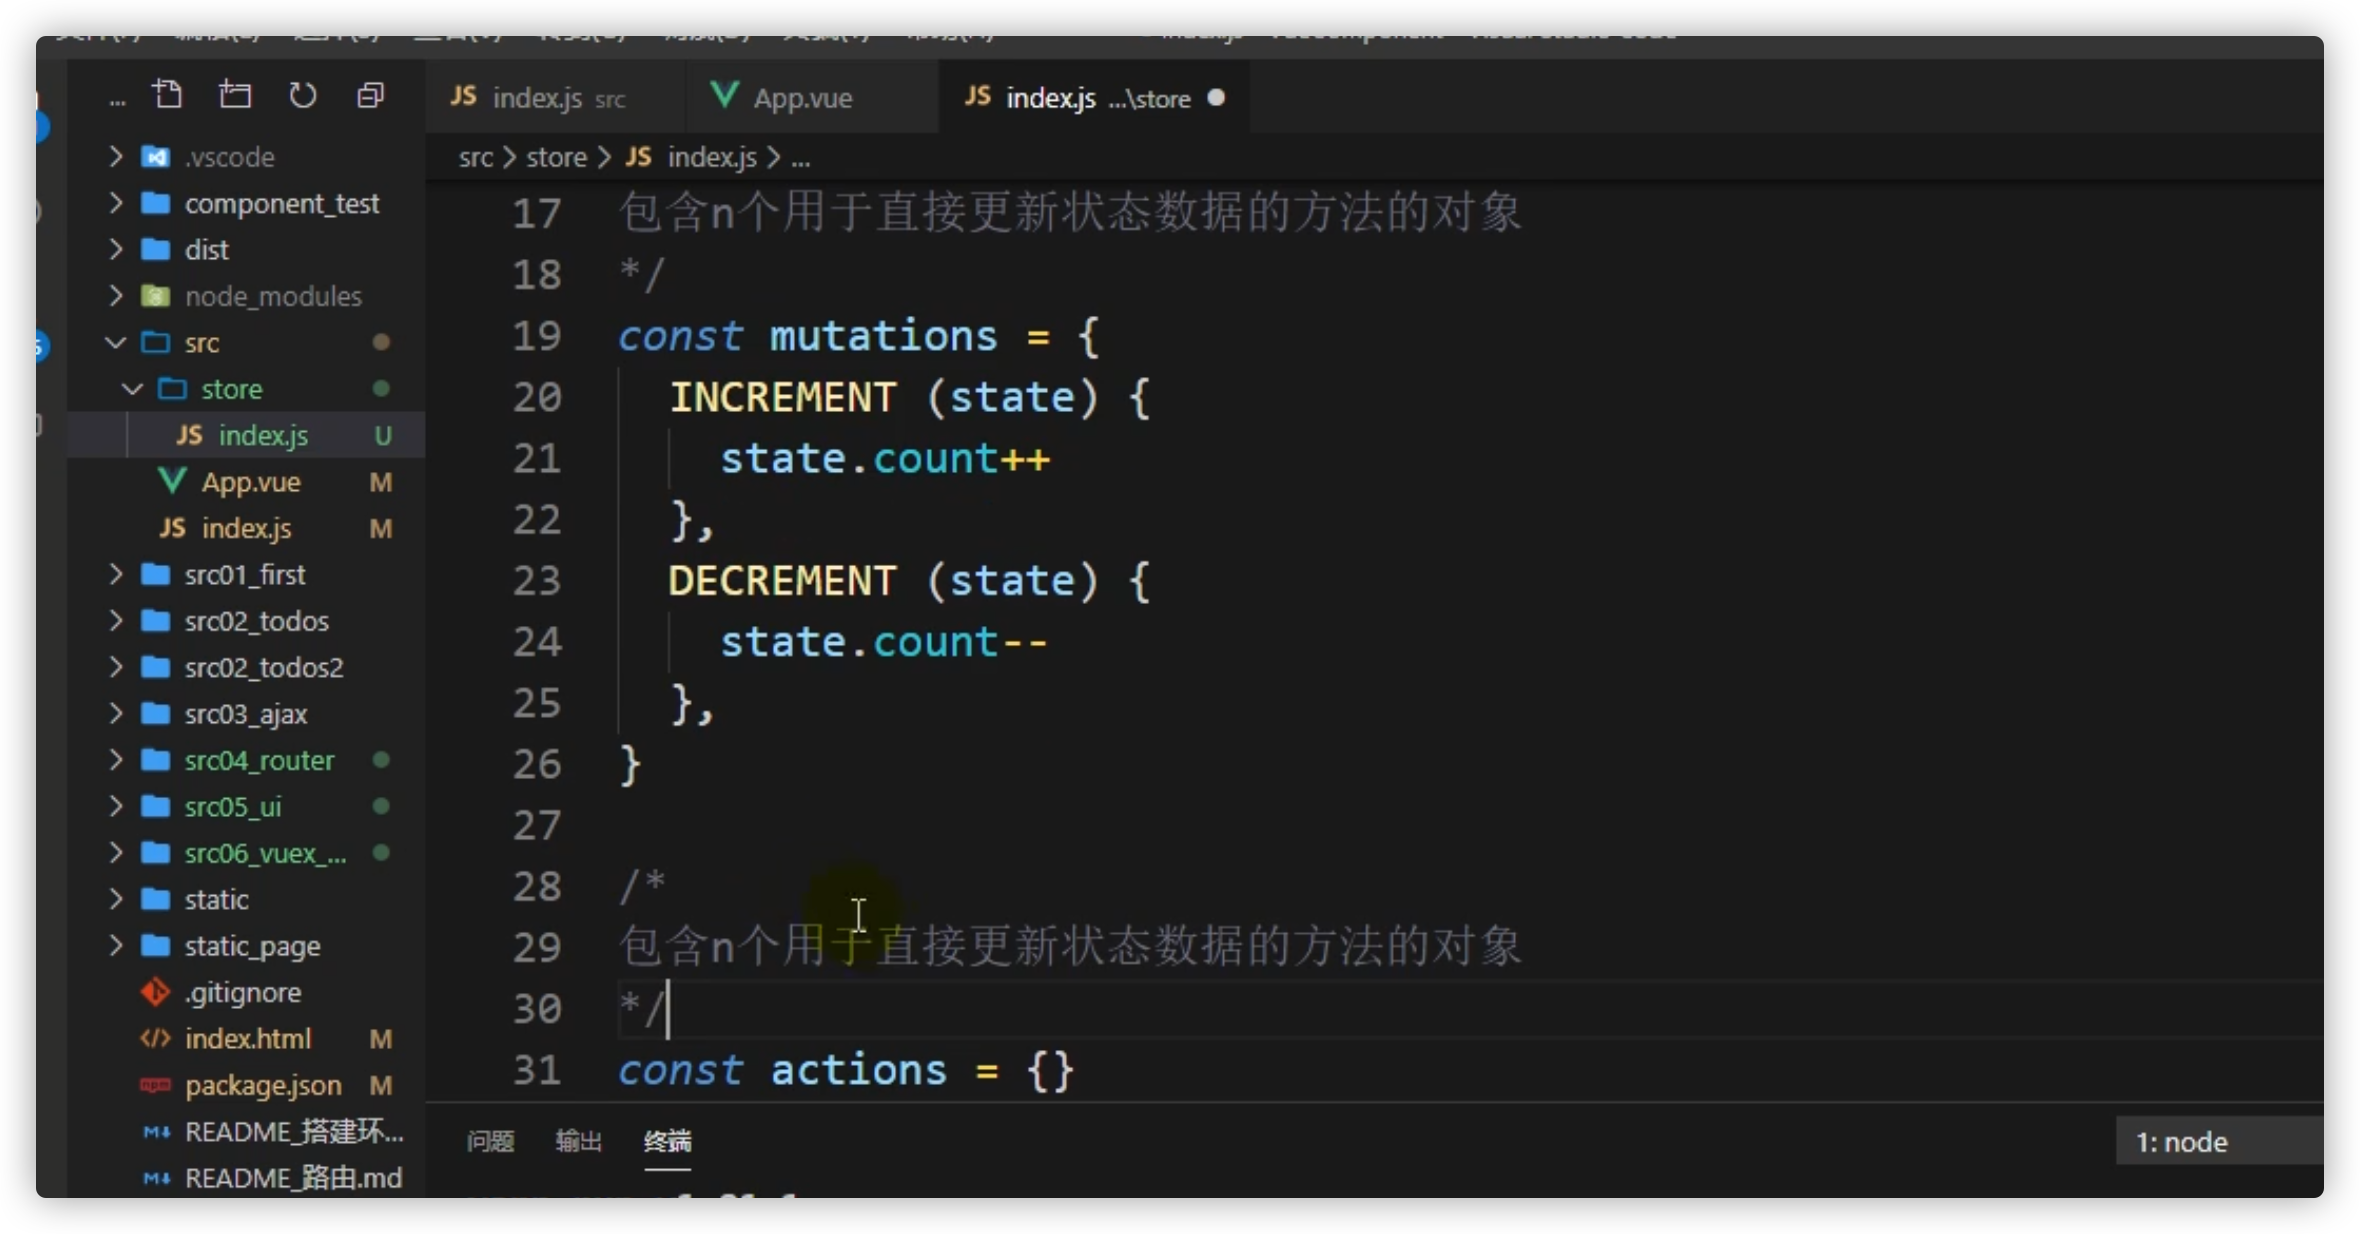 ... JS index.js src App.vue JS index.js ...\store
src > store > JS index.js > ...
.vscode
component_test
dist
node_modules
src
store
JS index.js U
App.vue M
JS index.js M
src01_first
src02_todos
src02_todos2
src03_ajax
src04_router
src05_ui
src06_vuex_...
static
static_page
.gitignore
index.html M
package.json M
README_搭建环...
README_路由.md
17 包含n个用于直接更新状态数据的方法的对象
18 */
19 const mutations = {
20 INCREMENT (state) {
21 state.count++
22 },
23 DECREMENT (state) {
24 state.count--
25 },
26 }
27
28 /*
29 包含n个用于直接更新状态数据的方法的对象
30 */
31 const actions = {}
问题 输出 终端 1: node